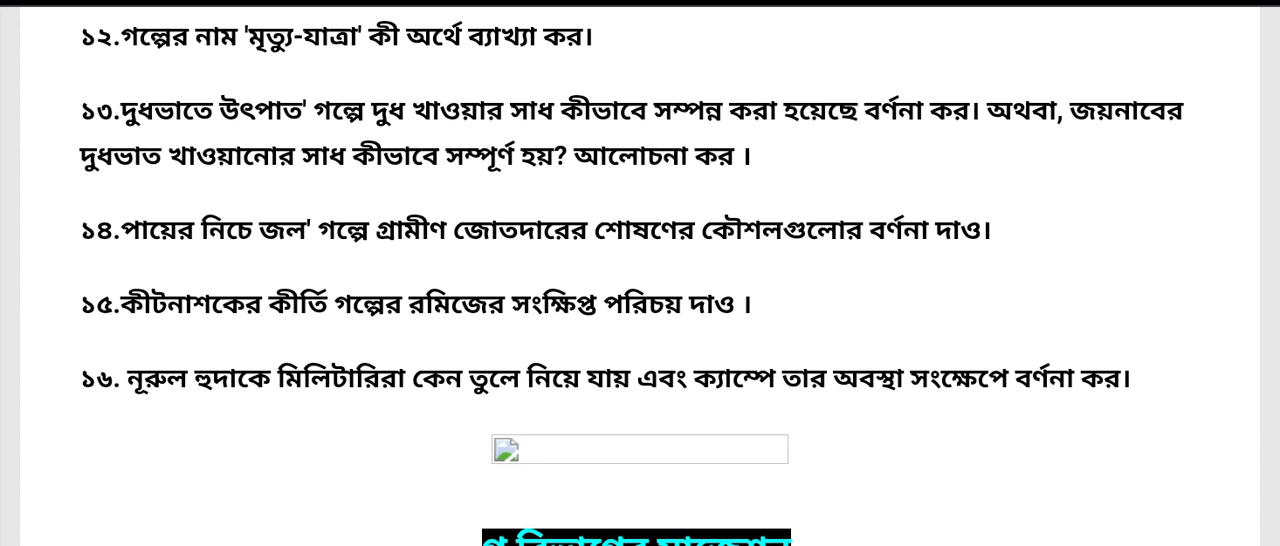 ১২.গল্পের নাম 'মৃত্যু-যাত্রা' কী অর্থে ব্যাখ্যা কর।
১৩.দুধভাতে উৎপাত' গল্পে দুধ খাওয়ার সাধ কীভাবে সম্পন্ন করা হয়েছে বর্ণনা কর। অথবা, জয়নাবের
দুধভাত খাওয়ানোর সাধ কীভাবে সম্পূর্ণ হয়? আলোচনা কর ।
১৪.পায়ের নিচে জল' গল্পে গ্রামীণ জোতদারের শোষণের কৌশলগুলোর বর্ণনা দাও।
১৫.কীটনাশকের কীর্তি গল্পের রমিজের সংক্ষিপ্ত পরিচয় দাও ।
১৬. নূরুল হুদাকে মিলিটারিরা কেন তুলে নিয়ে যায় এবং ক্যাম্পে তার অবস্থা সংক্ষেপে বর্ণনা কর।